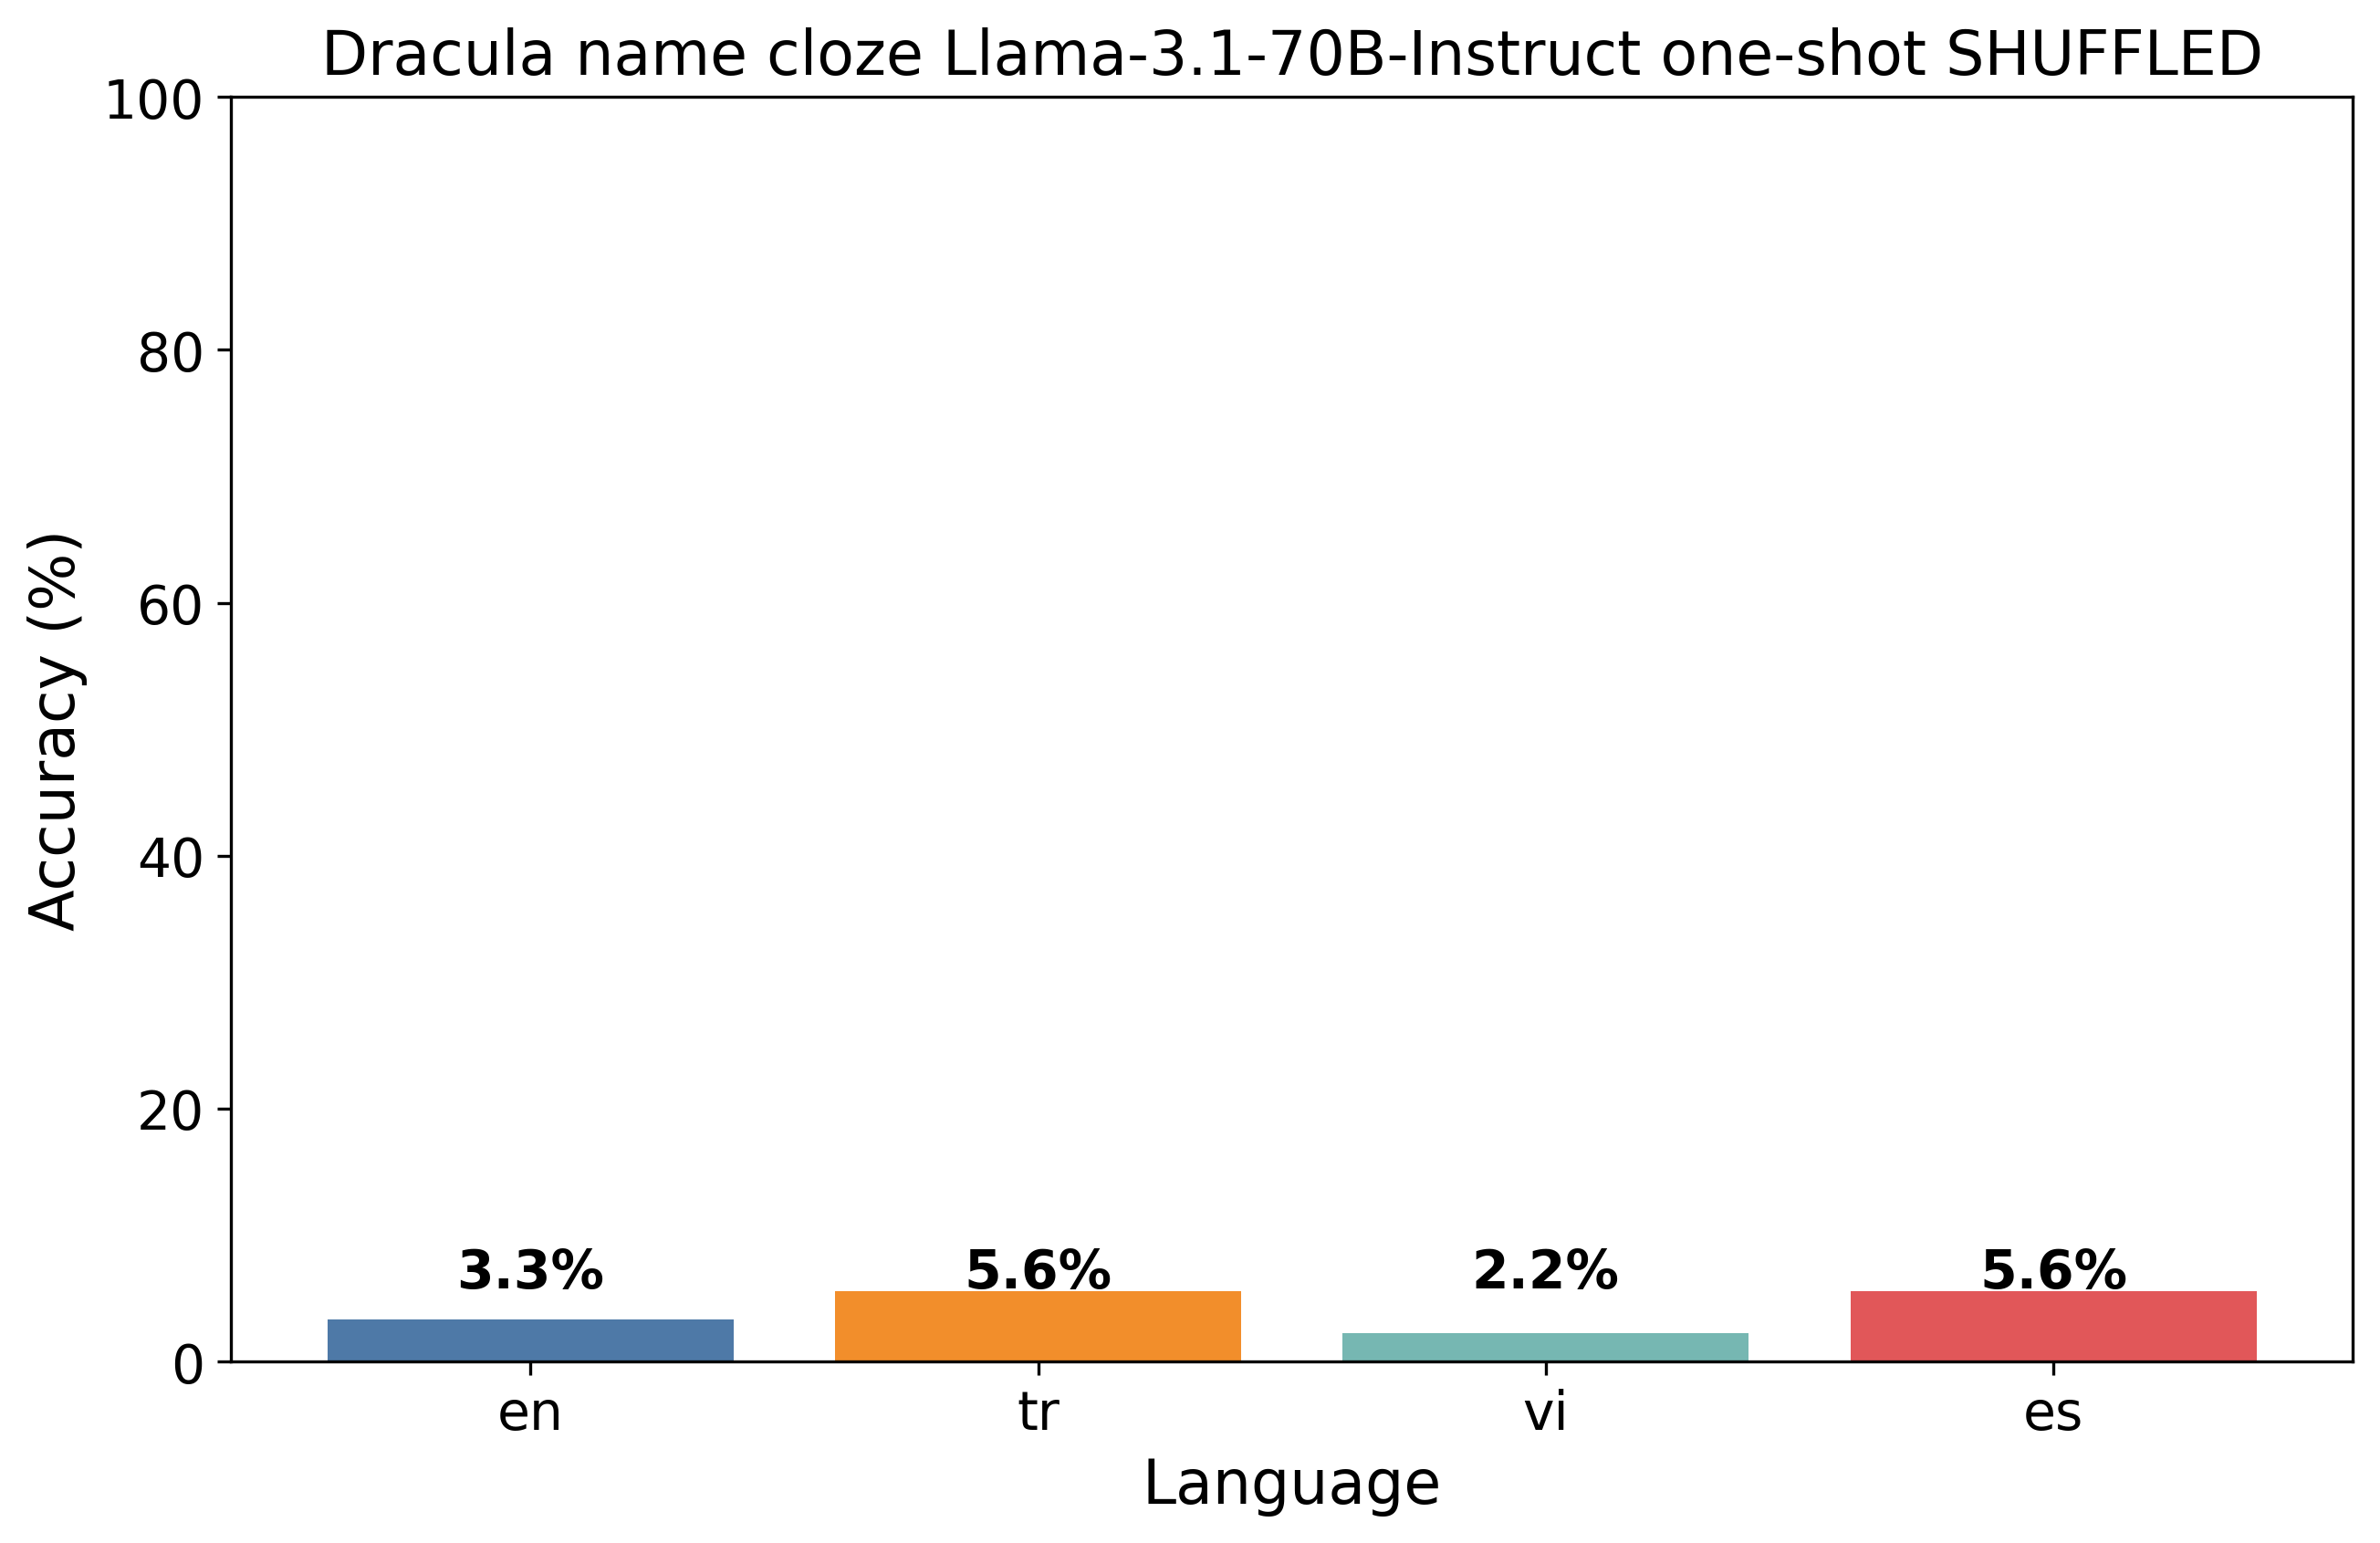 Dracula name cloze Llama-3.1-70B-Instruct one-shot SHUFFLED
100
80
60
40
20
0
Accuracy (%)
3.3%
5.6%
2.2%
5.6%
en
tr
vi
es
Language